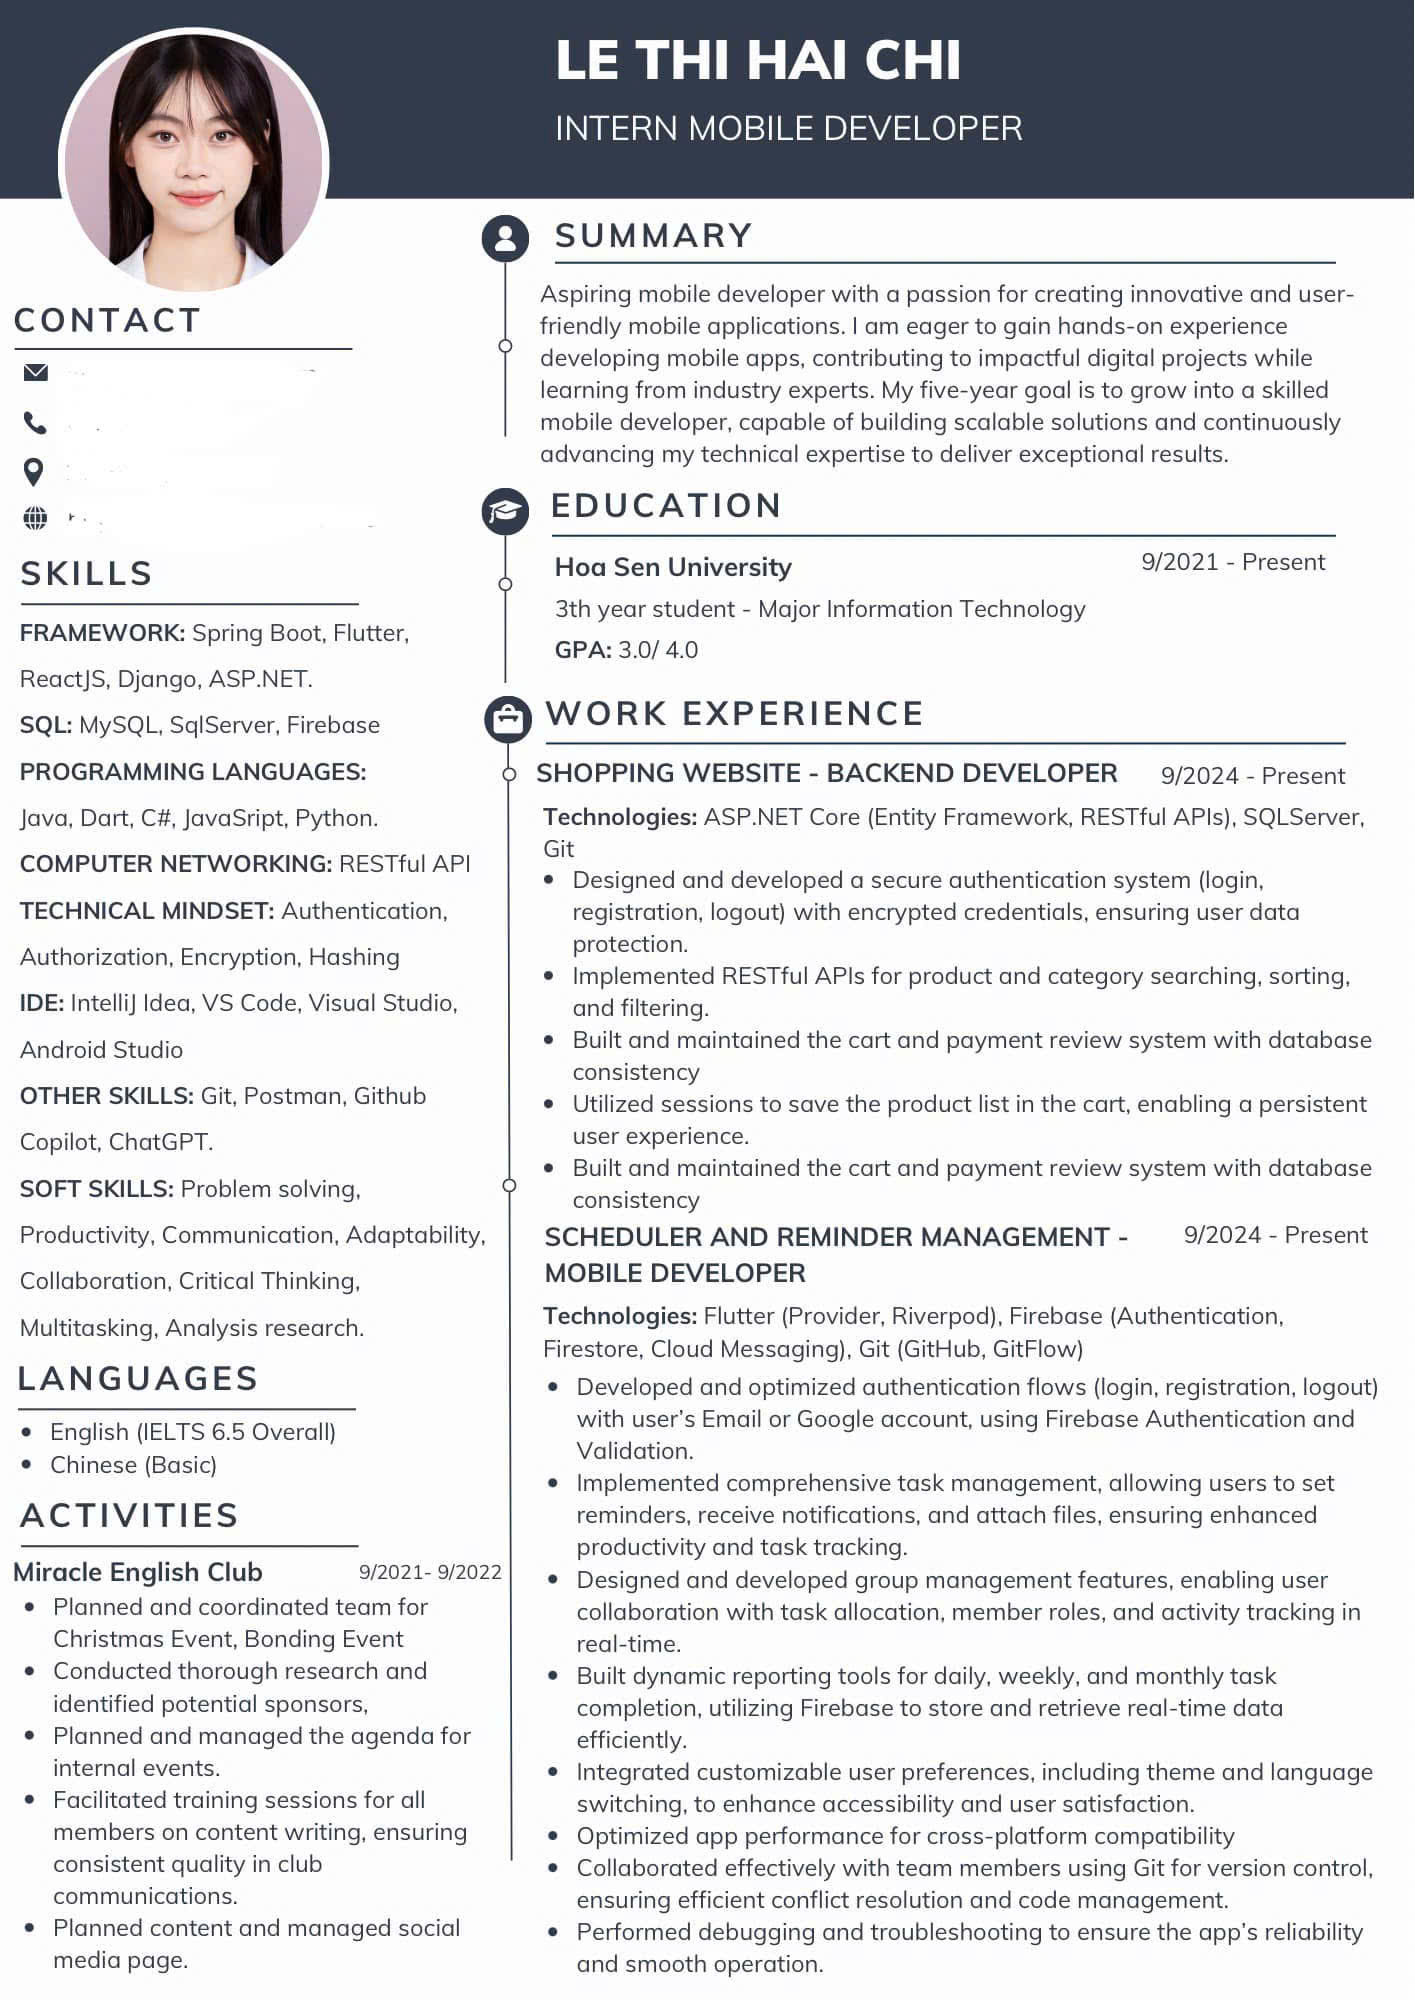 LE THI HAI CHI
INTERN MOBILE DEVELOPER
CONTACT
SKILLS
FRAMEWORK: Spring Boot, Flutter,
ReactJS, Django, ASP.NET.
SQL: MySQL, SqlServer, Firebase
PROGRAMMING LANGUAGES:
Java, Dart, C#, JavaSript, Python.
COMPUTER NETWORKING: RESTful API
TECHNICAL MINDSET: Authentication,
Authorization, Encryption, Hashing
IDE: IntelliJ Idea, VS Code, Visual Studio,
Android Studio
OTHER SKILLS: Git, Postman, Github
Copilot, ChatGPT.
SOFT SKILLS: Problem solving,
Productivity, Communication, Adaptability,
Collaboration, Critical Thinking,
Multitasking, Analysis research.
LANGUAGES
• English (IELTS 6.5 Overall)
• Chinese (Basic)
ACTIVITIES
Miracle English Club 9/2021- 9/2022
• Planned and coordinated team for
Christmas Event, Bonding Event
• Conducted thorough research and
identified potential sponsors,
• Planned and managed the agenda for
internal events.
• Facilitated training sessions for all
members on content writing, ensuring
consistent quality in club
communications.
• Planned content and managed social
media page.
SUMMARY
Aspiring mobile developer with a passion for creating innovative and user-
friendly mobile applications. I am eager to gain hands-on experience
developing mobile apps, contributing to impactful digital projects while
learning from industry experts. My five-year goal is to grow into a skilled
mobile developer, capable of building scalable solutions and continuously
advancing my technical expertise to deliver exceptional results.
EDUCATION
Hoa Sen University 9/2021 - Present
3th year student - Major Information Technology
GPA: 3.0/ 4.0
WORK EXPERIENCE
SHOPPING WEBSITE - BACKEND DEVELOPER 9/2024 - Present
Technologies: ASP.NET Core (Entity Framework, RESTful APIs), SQLServer,
Git
• Designed and developed a secure authentication system (login,
registration, logout) with encrypted credentials, ensuring user data
protection.
• Implemented RESTful APIs for product and category searching, sorting,
and filtering.
• Built and maintained the cart and payment review system with database
consistency
• Utilized sessions to save the product list in the cart, enabling a persistent
user experience.
• Built and maintained the cart and payment review system with database
consistency
SCHEDULER AND REMINDER MANAGEMENT - 9/2024 - Present
MOBILE DEVELOPER
Technologies: Flutter (Provider, Riverpod), Firebase (Authentication,
Firestore, Cloud Messaging), Git (GitHub, GitFlow)
• Developed and optimized authentication flows (login, registration, logout)
with user’s Email or Google account, using Firebase Authentication and
Validation.
• Implemented comprehensive task management, allowing users to set
reminders, receive notifications, and attach files, ensuring enhanced
productivity and task tracking.
• Designed and developed group management features, enabling user
collaboration with task allocation, member roles, and activity tracking in
real-time.
• Built dynamic reporting tools for daily, weekly, and monthly task
completion, utilizing Firebase to store and retrieve real-time data
efficiently.
• Integrated customizable user preferences, including theme and language
switching, to enhance accessibility and user satisfaction.
• Optimized app performance for cross-platform compatibility
• Collaborated effectively with team members using Git for version control,
ensuring efficient conflict resolution and code management.
• Performed debugging and troubleshooting to ensure the app’s reliability
and smooth operation.